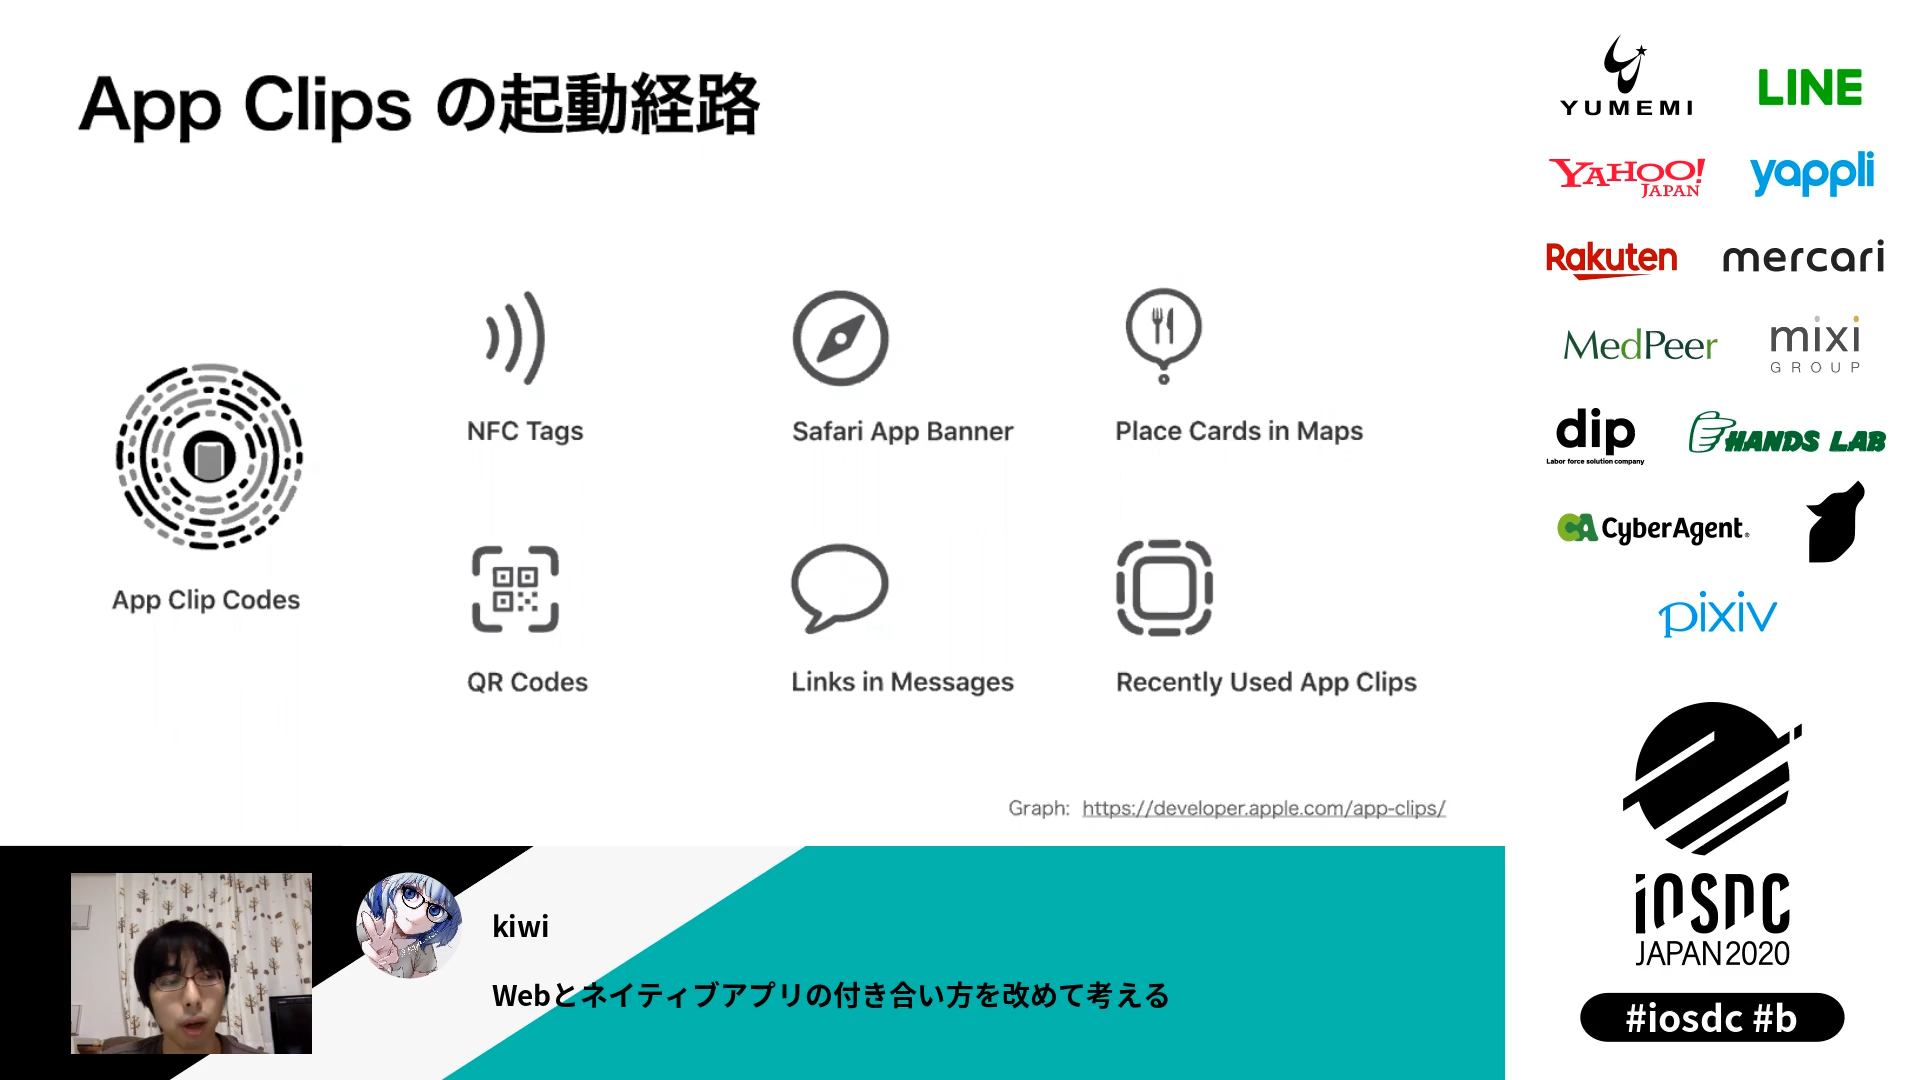 App Clips の起動経路
App Clip Codes
NFC Tags
Safari App Banner
Place Cards in Maps
QR Codes
Links in Messages
Recently Used App Clips
Graph: https://developer.apple.com/app-clips/
kiwi
Webとネイティブアプリの付き合い方を改めて考える
YUMEMI
LINE
YAHOO!
JAPAN
yappli
Rakuten
mercari
MedPeer
mixi
GROUP
dip
Labor force solution company
HANDS LAB
CA CyberAgent®
pixiv
iOSDC
JAPAN 2020
#iosdc #b